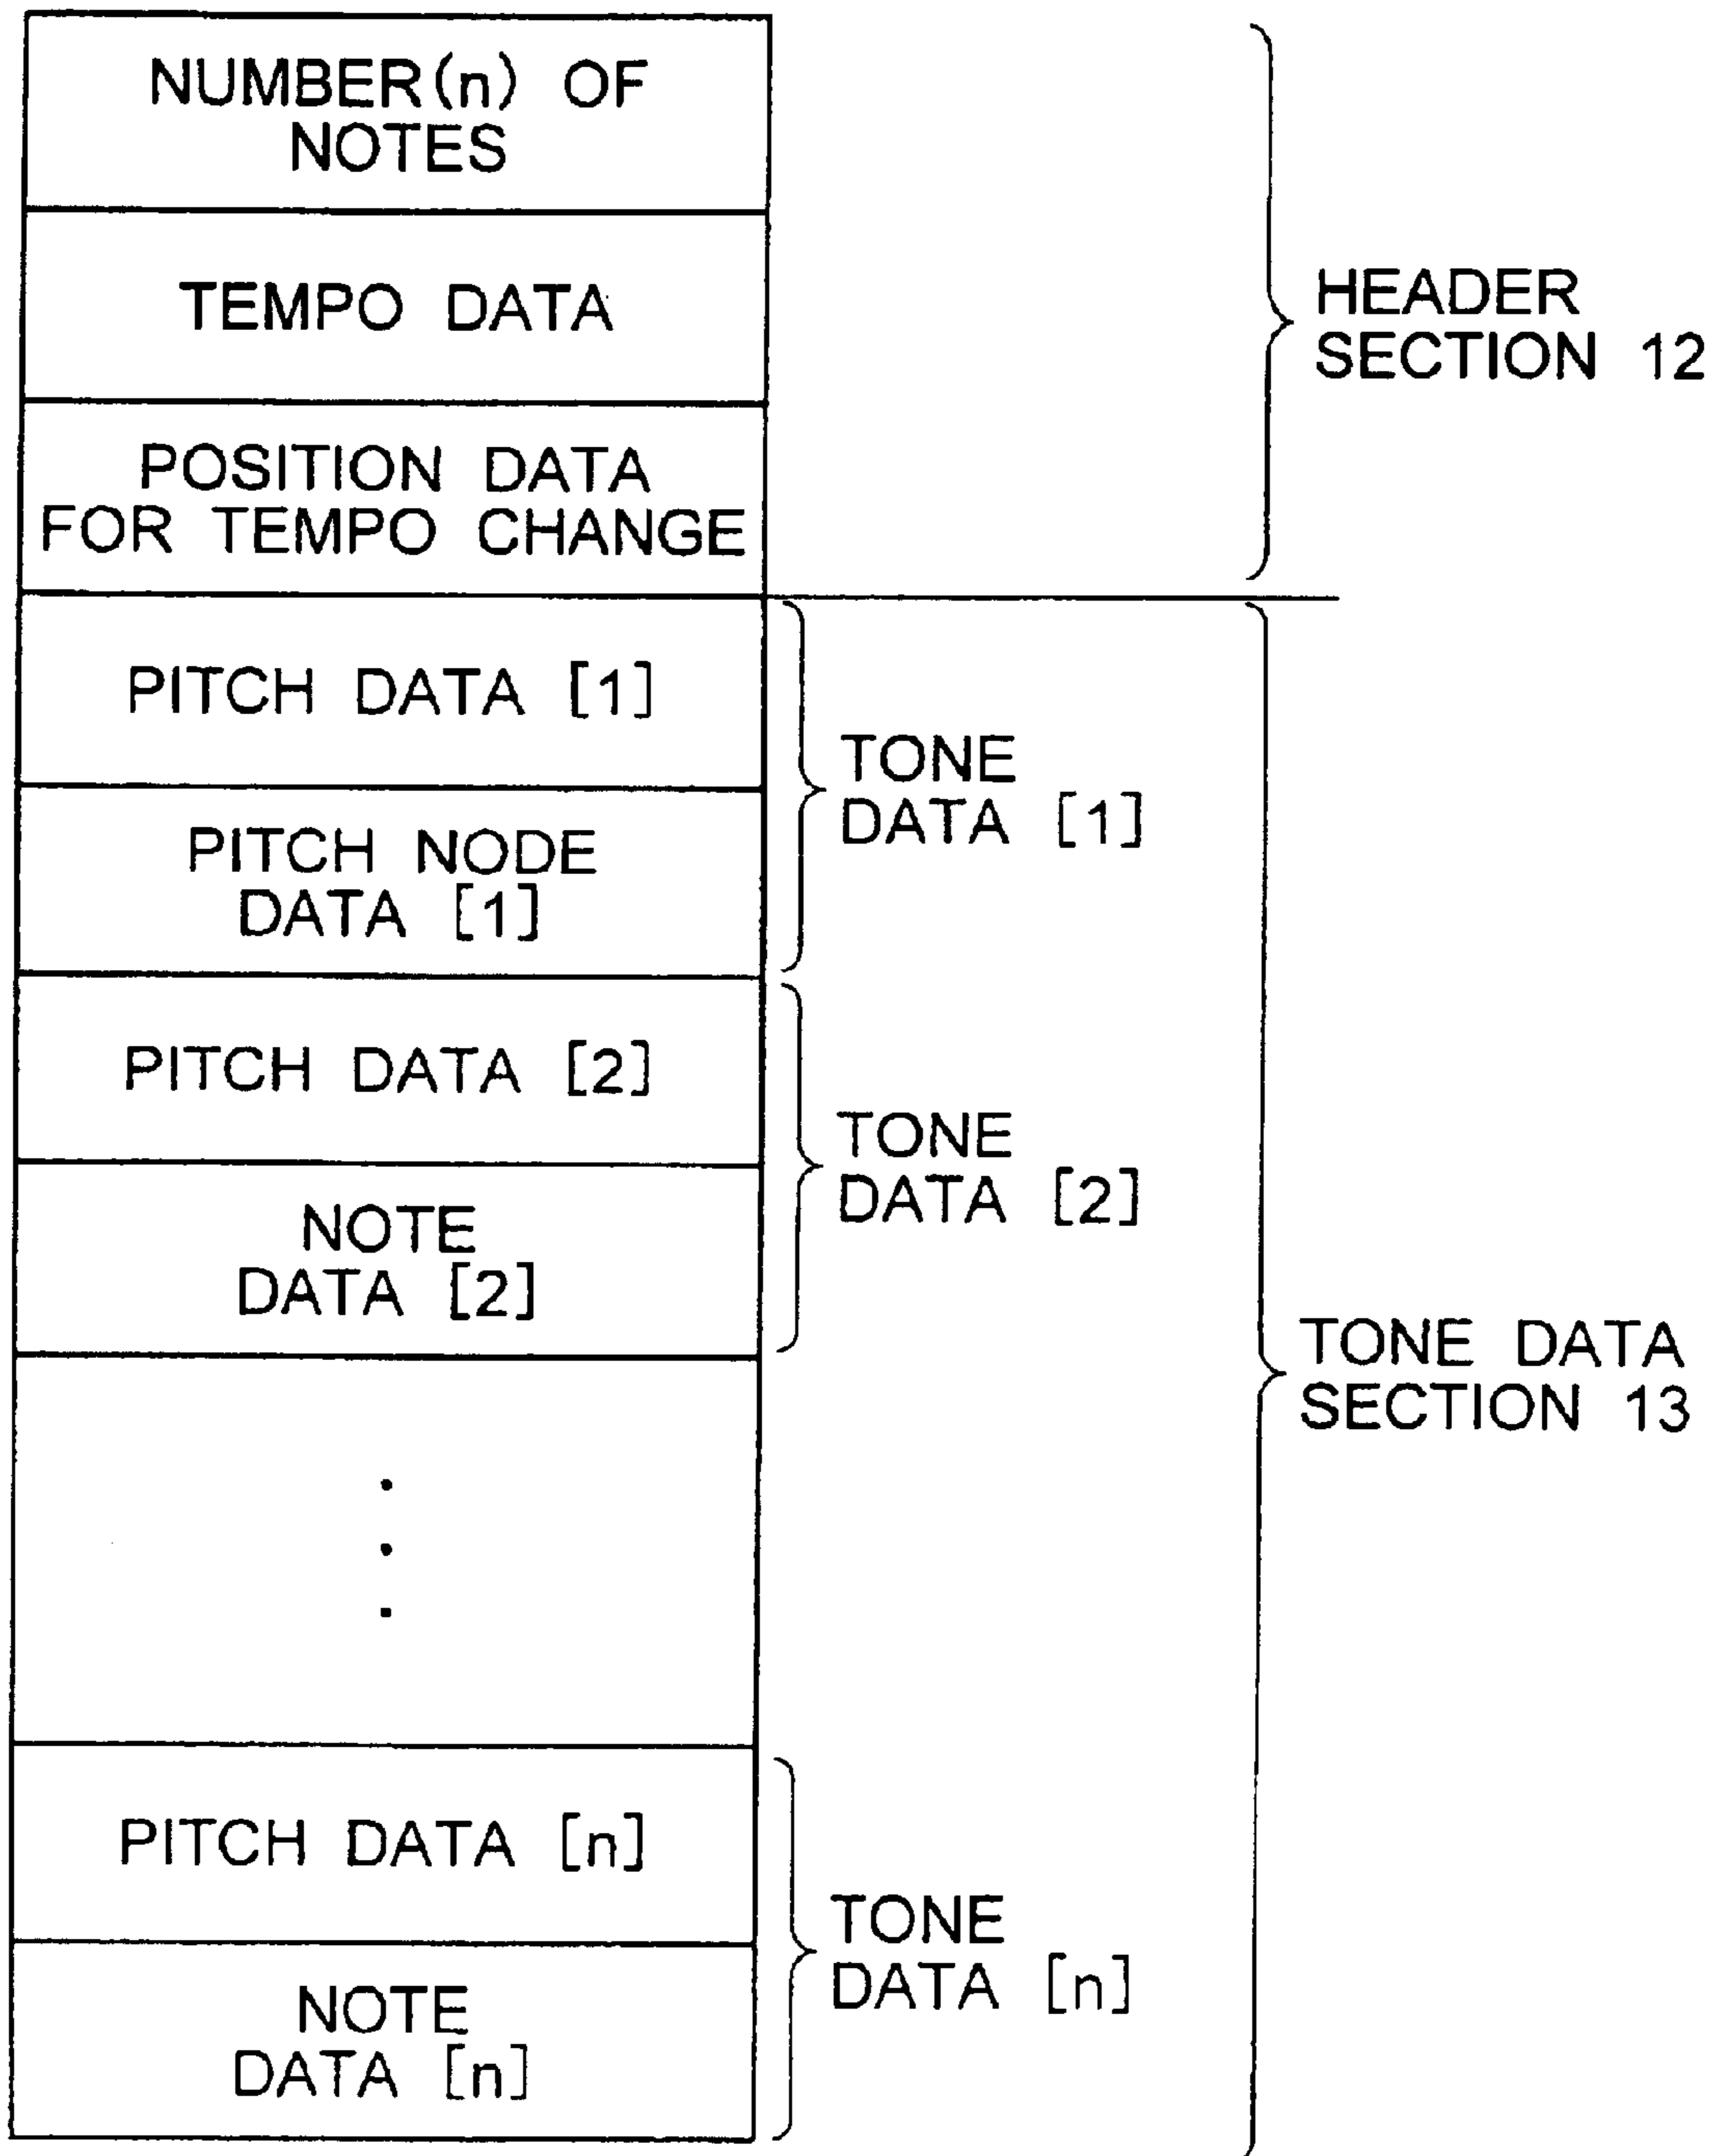 NUMBER(n) OF
NOTES
TEMPO DATA
POSITION DATA
FOR TEMPO CHANGE
HEADER
SECTION 12
PITCH DATA [1]
PITCH NODE
DATA [1]
TONE
DATA [1]
PITCH DATA [2]
NOTE
DATA [2]
TONE
DATA [2]
PITCH DATA [n]
NOTE
DATA [n]
TONE
DATA [n]
TONE DATA
SECTION 13